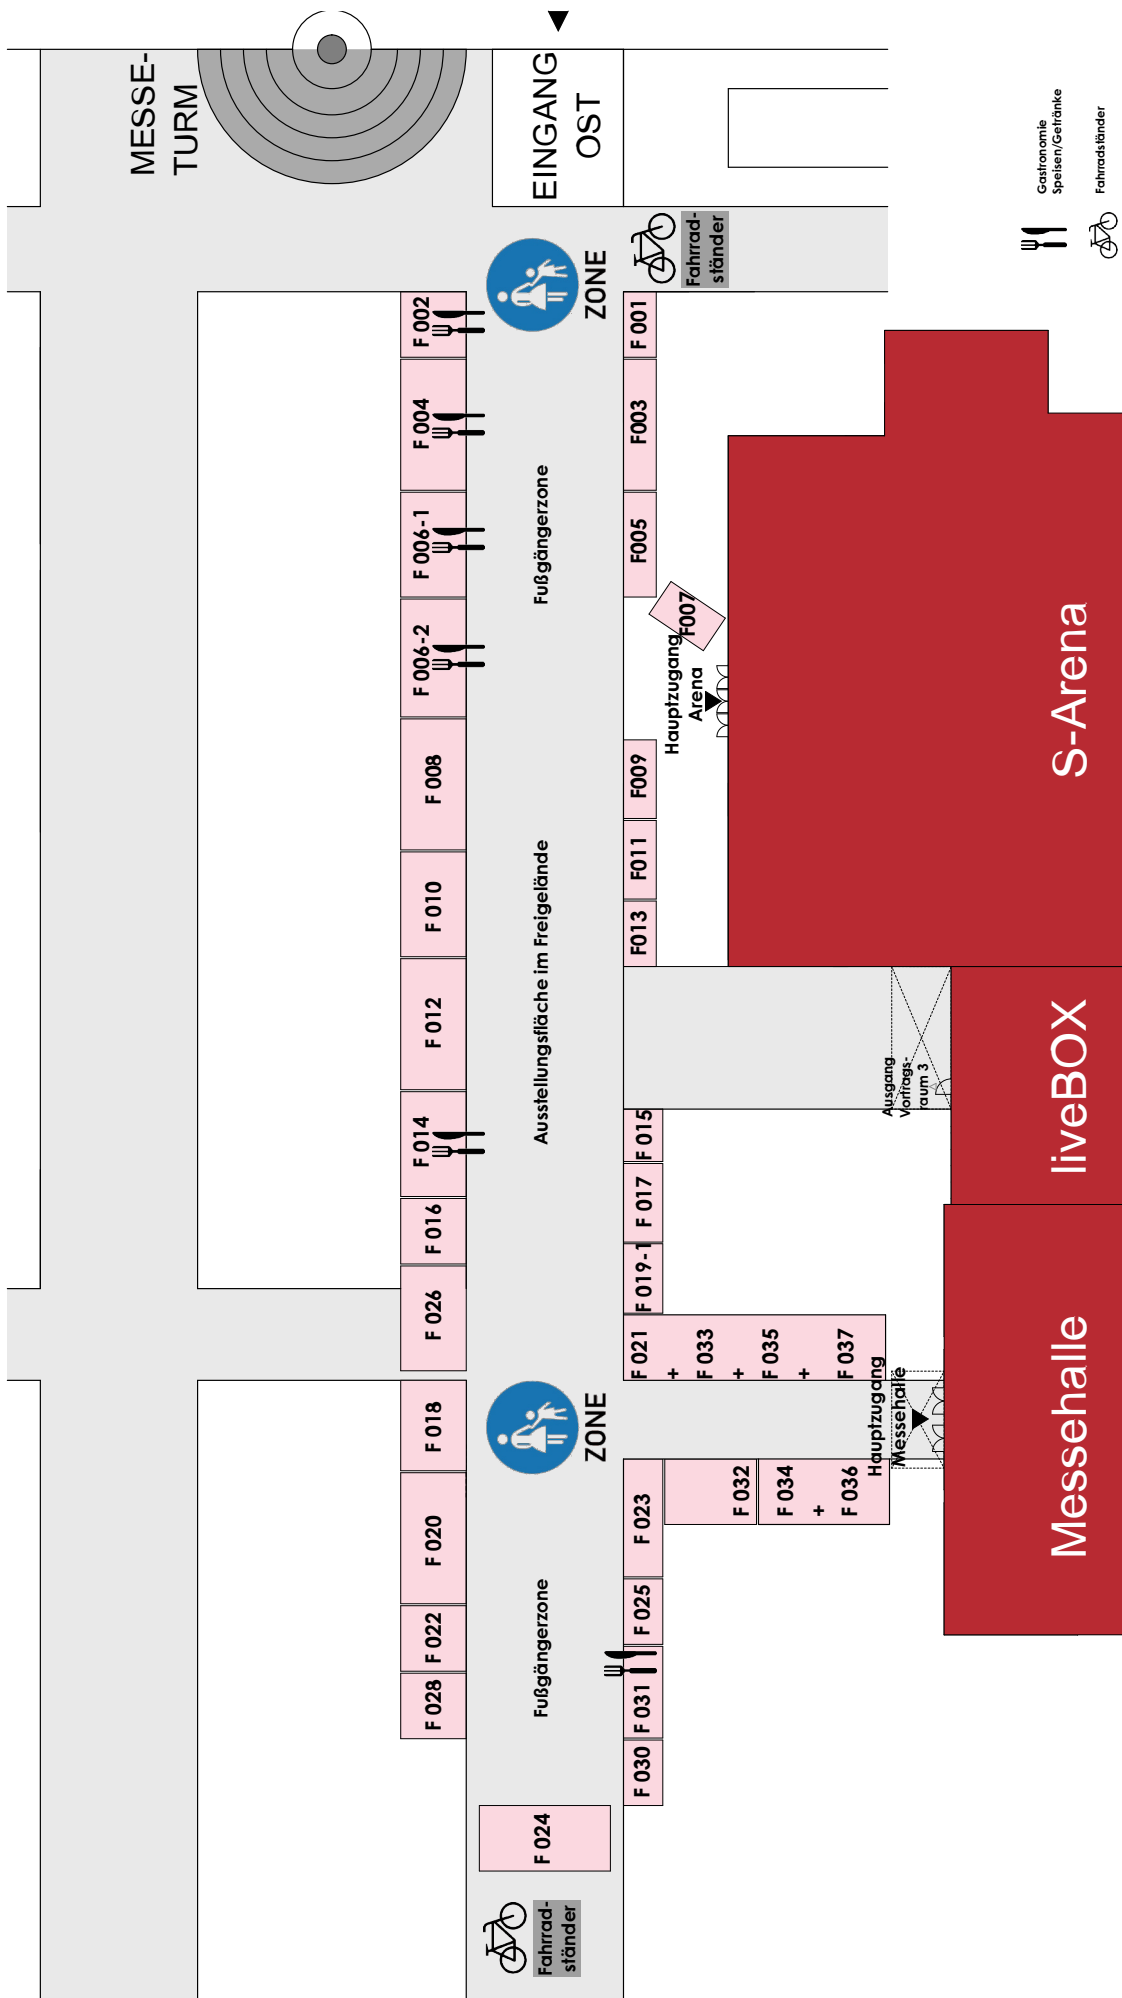 MESSE-
TURM
EINGANG
OST
Gastronomie
Speisen/Getränke
Fahrradständer
ZONE
Fahrrad-
ständer
F 002
F 004
F 006-1
F 006-2
F 008
F 010
F 012
F 014
F 016
F 026
F 018
F 020
F 022
F 028
Fußgängerzone
Ausstellungsfläche im Freigelände
ZONE
Fußgängerzone
F 024
Fahrrad-
ständer
F 001
F003
F005
F007
Hauptzugang
Arena
F009
F011
F013
F 015
F 017
F 019-1
F 021
+
F 033
+
F 035
+
F 037
Hauptzugang
Messehalle
F 023
F 032
F 034
+
F 036
F 025
F 031
F 030
Ausgang
Vortrags-
raum 3
S-Arena
liveBOX
Messehalle